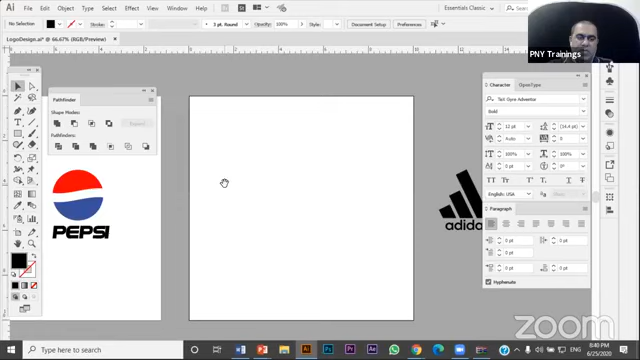 Ai File Edit Object Type Select Effect View Window Help
Essentials Classic
No Selection
Stroke:
3 pt. Round
Opacity: 100%
Style:
Document Setup
Preferences
LogoDesign.ai* @ 66.67% (RGB/Preview)
PNY Trainings
Pathfinder
Shape Modes:
Expand
Pathfinders:
PEPSI
adidas
Character
OpenType
TeX Gyre Adventor
Bold
12 pt
(14.4 pt)
Auto
0
100%
100%
0 pt
0°
English: USA
Paragraph
0 pt
0 pt
0 pt
0 pt
0 pt
Hyphenate
zoom
Type here to search
ENG
8:40 PM
6/25/2020